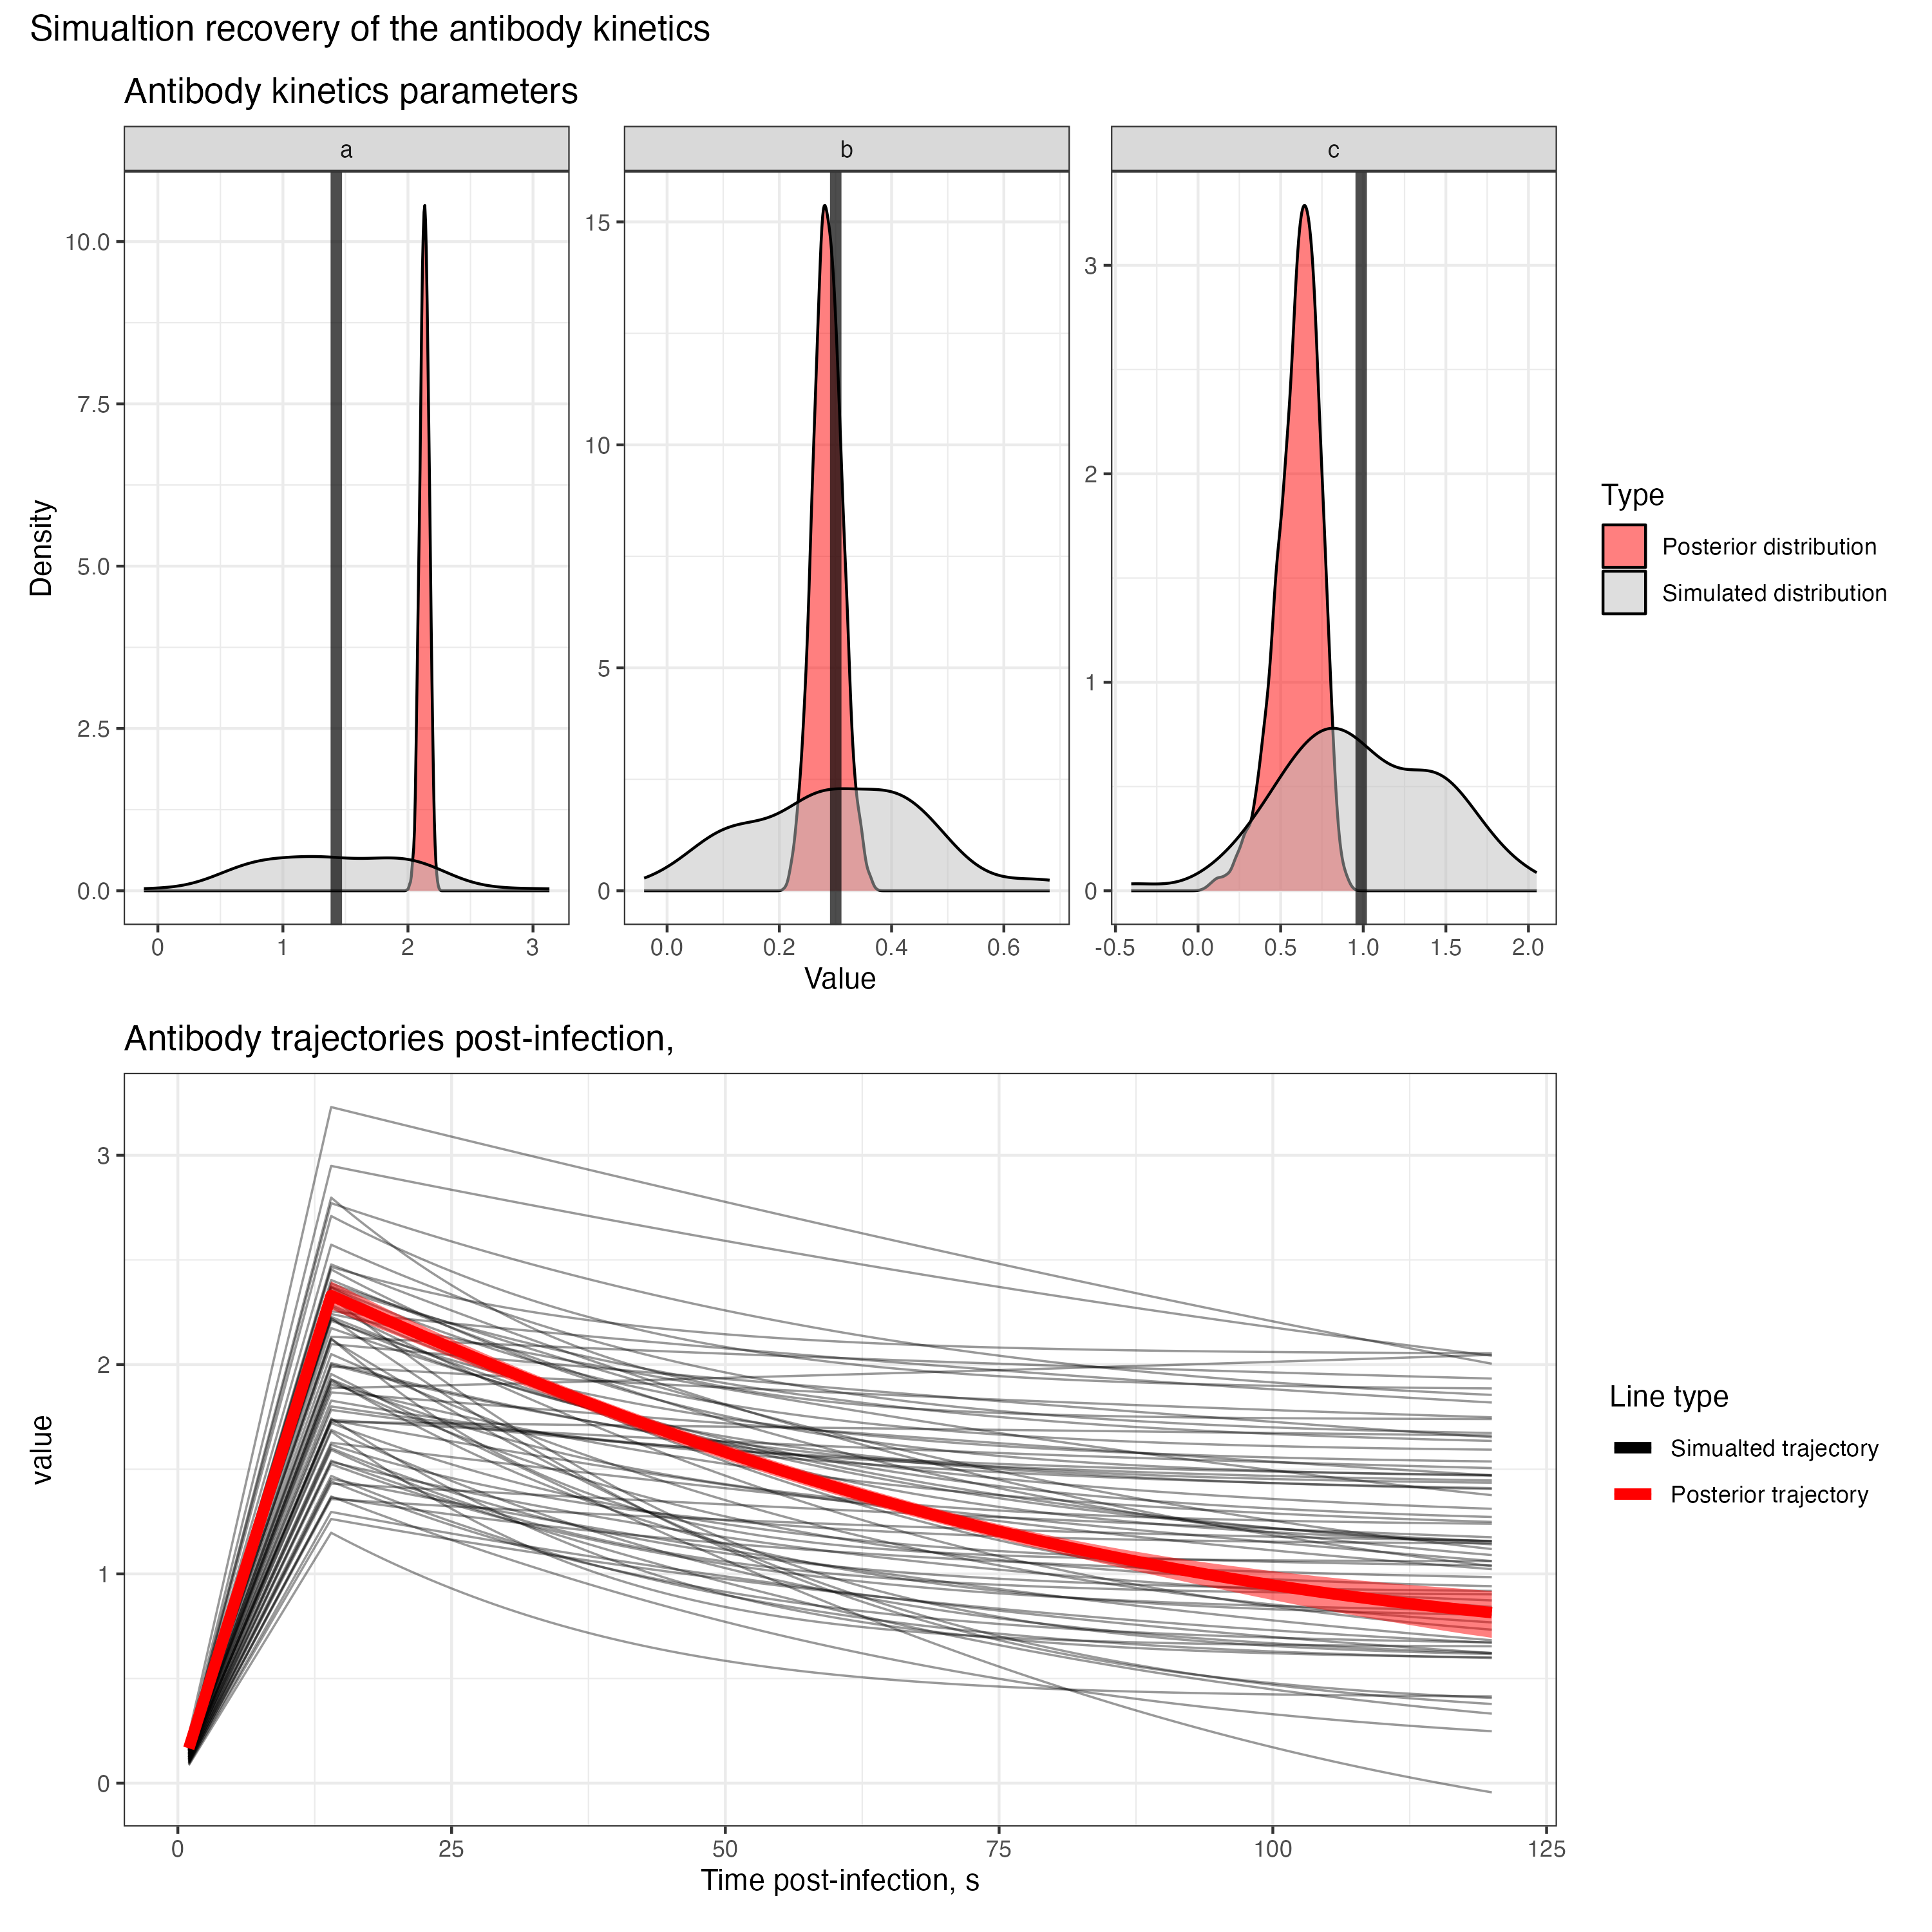 Simualtion recovery of the antibody kinetics
Antibody kinetics parameters
a b c
10.0
7.5
5.0
2.5
0.0
15
10
5
0
3
2
1
0
Density
0 1 2 3
0.0 0.2 0.4 0.6
-0.5 0.0 0.5 1.0 1.5 2.0
Value
Type
Posterior distribution
Simulated distribution
Antibody trajectories post-infection,
3
2
1
0
value
0 25 50 75 100 125
Time post-infection, s
Line type
Simualted trajectory
Posterior trajectory